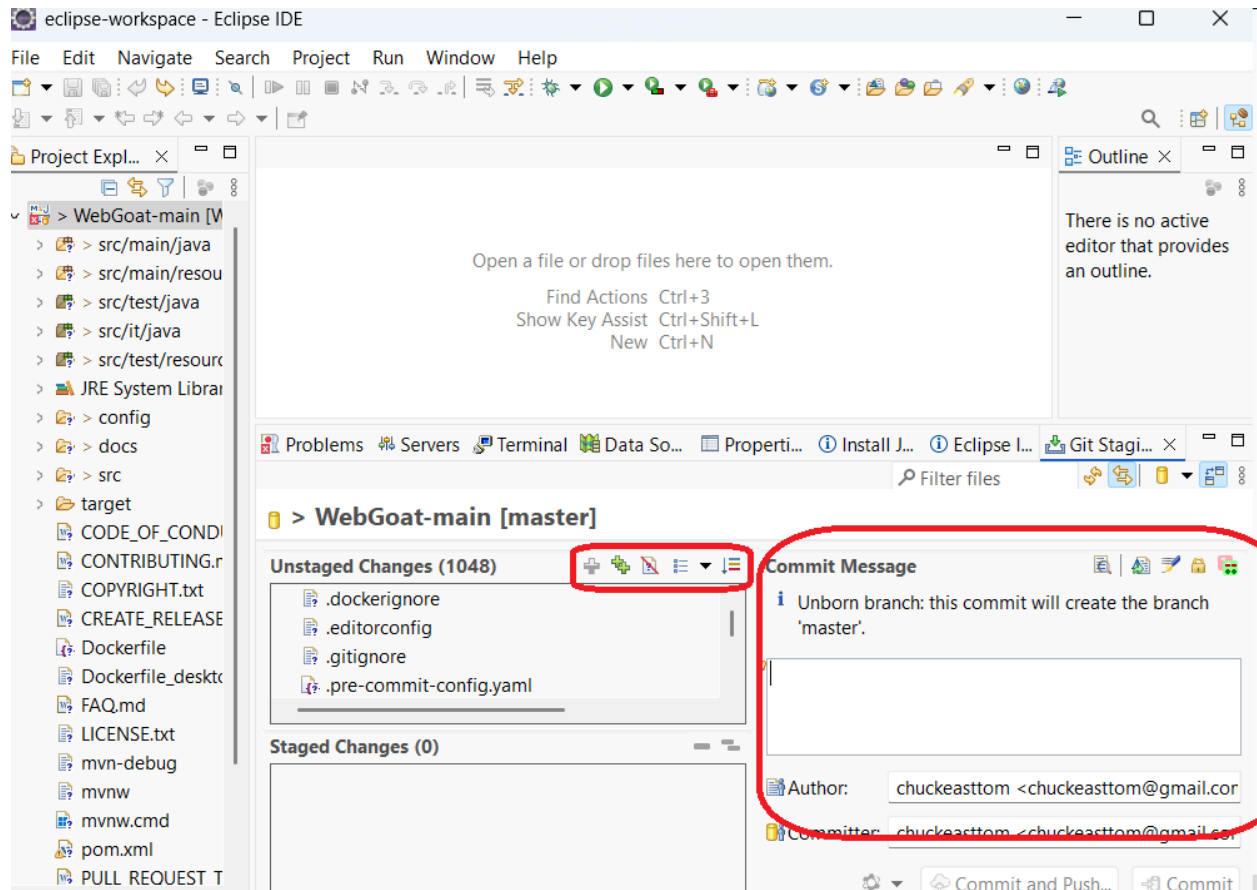 eclipse-workspace - Eclipse IDE
File Edit Navigate Search Project Run Window Help
Project Expl...
> WebGoat-main [W
> src/main/java
> src/main/resou
> src/test/java
> src/it/java
> src/test/resourc
JRE System Librar
> config
> docs
> src
target
CODE_OF_COND
CONTRIBUTING.r
COPYRIGHT.txt
CREATE_RELEASE
Dockerfile
Dockerfile_deskto
FAQ.md
LICENSE.txt
mvn-debug
mvnw
mvnw.cmd
pom.xml
PULL REQUEST T
Open a file or drop files here to open them.
Find Actions Ctrl+3
Show Key Assist Ctrl+Shift+L
New Ctrl+N
Outline
There is no active
editor that provides
an outline.
Problems Servers Terminal Data So... Properti... Install J... Eclipse I... Git Stagi...
Filter files
> WebGoat-main [master]
Unstaged Changes (1048)
.dockerignore
.editorconfig
.gitignore
.pre-commit-config.yaml
Staged Changes (0)
Commit Message
Unborn branch: this commit will create the branch
'master'.
Author: chuckeasttom <chuckeasttom@gmail.cor
Committer: chuckeasttom <chuckeasttom@gmail.cor
Commit and Push... Commit